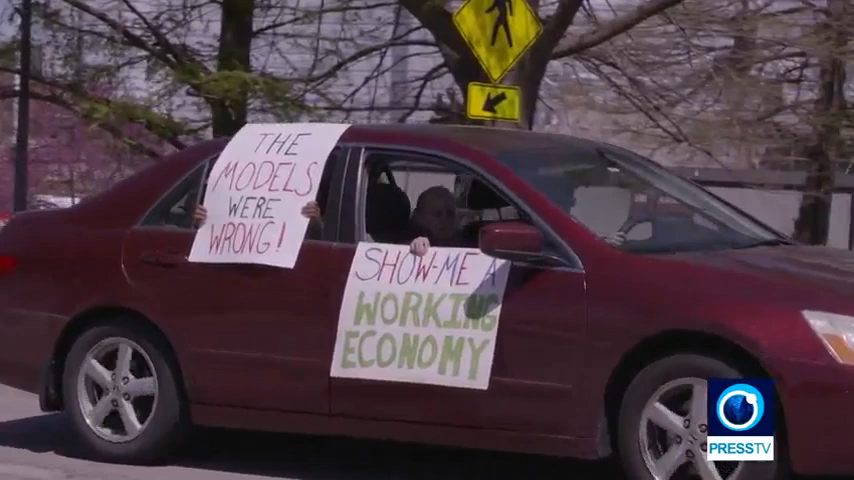 THE
MODELS
WERE
WRONG!
SHOW-ME A
WORKING
ECONOMY
PRESSTV